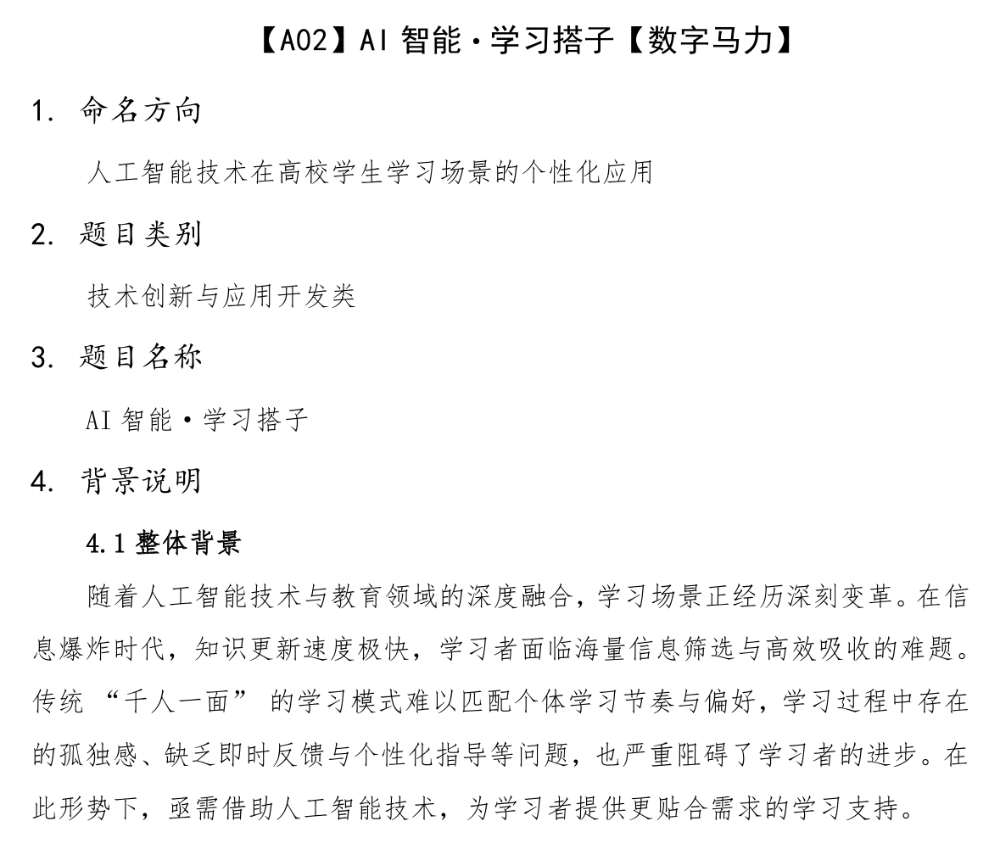 【A02】AI 智能·学习搭子【数字马力】
1. 命名方向
人工智能技术在高校学生学习场景的个性化应用
2. 题目类别
技术创新与应用开发类
3. 题目名称
AI 智能·学习搭子
4. 背景说明
4.1 整体背景
随着人工智能技术与教育领域的深度融合，学习场景正经历深刻变革。在信
息爆炸时代，知识更新速度极快，学习者面临海量信息筛选与高效吸收的难题。
传统 “千人一面” 的学习模式难以匹配个体学习节奏与偏好，学习过程中存在
的孤独感、缺乏即时反馈与个性化指导等问题，也严重阻碍了学习者的进步。在
此形势下，亟需借助人工智能技术，为学习者提供更贴合需求的学习支持。